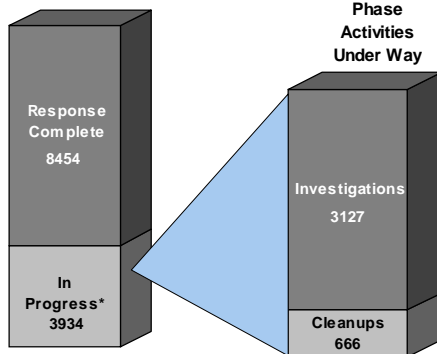 Phase
Activities
Under Way
Response
Complete
8454
In
Progress*
3934
Investigations
3127
Cleanups
666